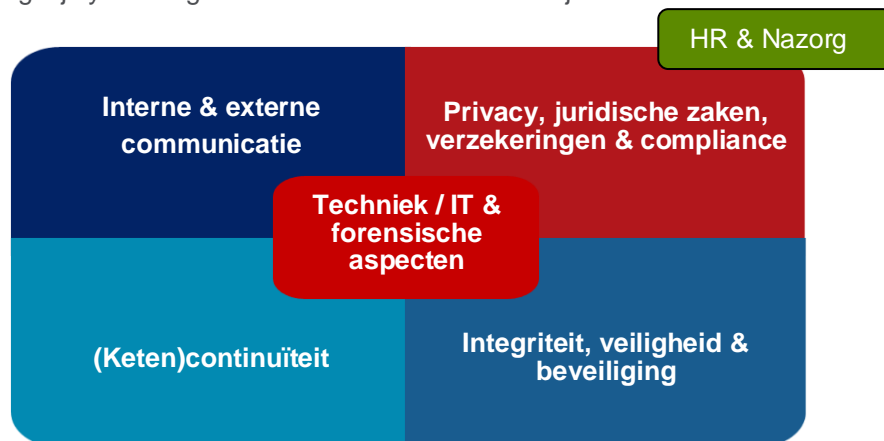 HR & Nazorg
Interne & externe
communicatie
Privacy, juridische zaken,
verzekeringen & compliance
Techniek / IT &
forensische
aspecten
(Keten)continuïteit
Integriteit, veiligheid &
beveiliging